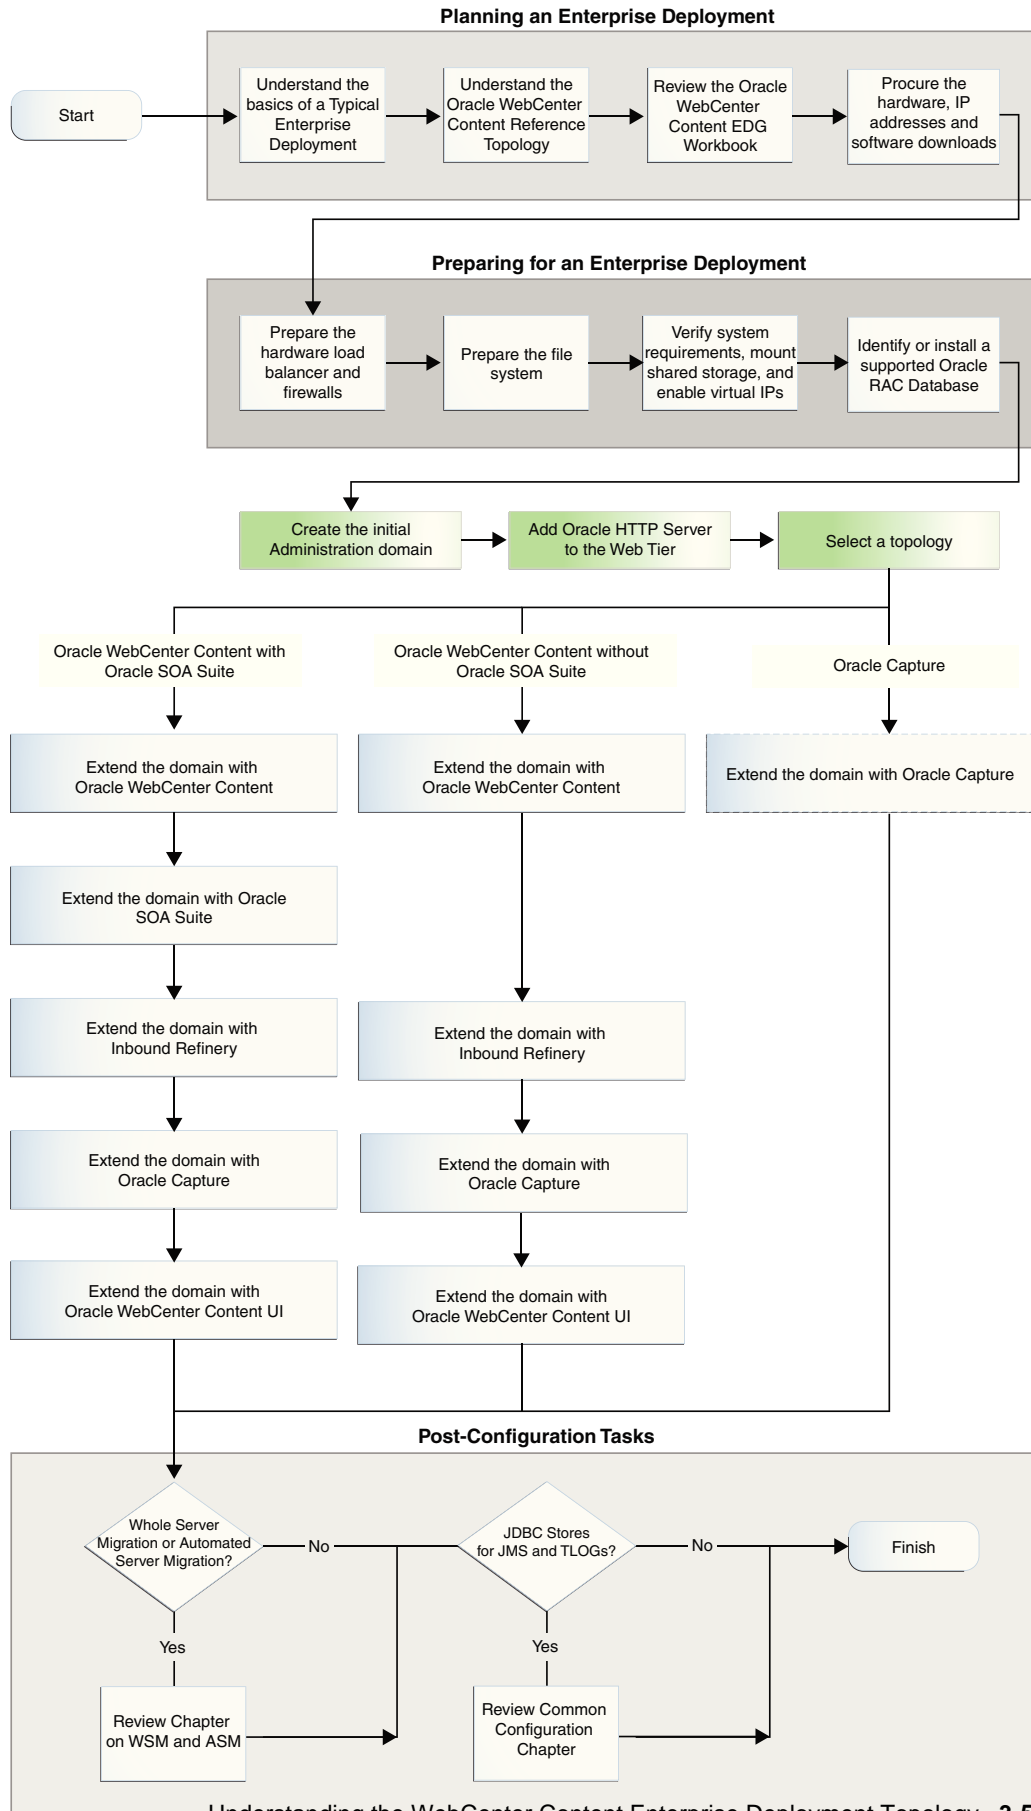 Planning an Enterprise Deployment
Start
Understand the
basics of a Typical
Enterprise
Deployment
Understand the
Oracle WebCenter
Content Reference
Topology
Review the Oracle
WebCenter
Content EDG
Workbook
Procure the
hardware, IP
addresses and
software downloads
Preparing for an Enterprise Deployment
Prepare the
hardware load
balancer and
firewalls
Prepare the file
system
Verify system
requirements, mount
shared storage, and
enable virtual IPs
Identify or install a
supported Oracle
RAC Database
Create the initial
Administration domain
Add Oracle HTTP Server
to the Web Tier
Select a topology
Oracle WebCenter Content with
Oracle SOA Suite
Oracle WebCenter Content without
Oracle SOA Suite
Oracle Capture
Extend the domain with
Oracle WebCenter Content
Extend the domain with
Oracle WebCenter Content
Extend the domain with Oracle Capture
Extend the domain with Oracle
SOA Suite
Extend the domain with
Inbound Refinery
Extend the domain with
Inbound Refinery
Extend the domain with
Oracle Capture
Extend the domain with
Oracle Capture
Extend the domain with
Oracle WebCenter Content UI
Extend the domain with
Oracle WebCenter Content UI
Post-Configuration Tasks
Whole Server
Migration or Automated
Server Migration?
No
JDBC Stores
for JMS and TLOGs?
No
Finish
Yes
Yes
Review Chapter
on WSM and ASM
Review Common
Configuration
Chapter
Understanding the WebCenter Content Enterprise Deployment Topology